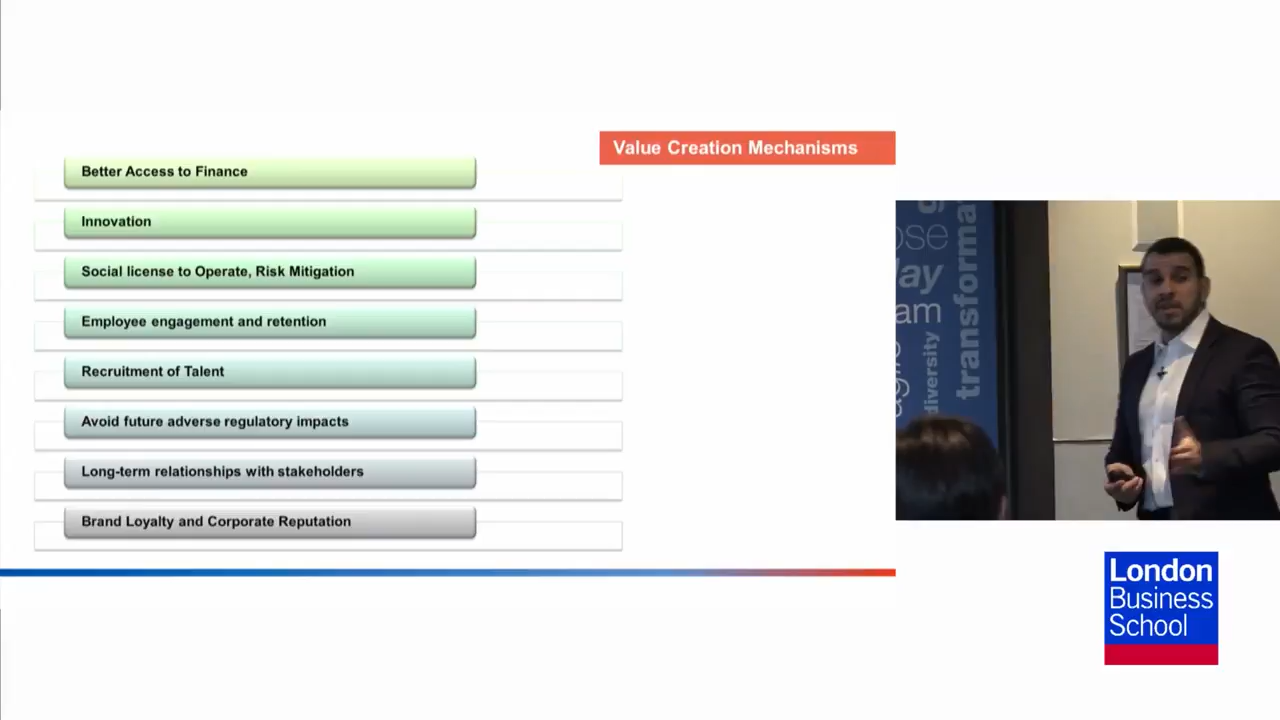 Value Creation Mechanisms
Better Access to Finance
Innovation
Social license to Operate, Risk Mitigation
Employee engagement and retention
Recruitment of Talent
Avoid future adverse regulatory impacts
Long-term relationships with stakeholders
Brand Loyalty and Corporate Reputation
diversity
London
Business
School